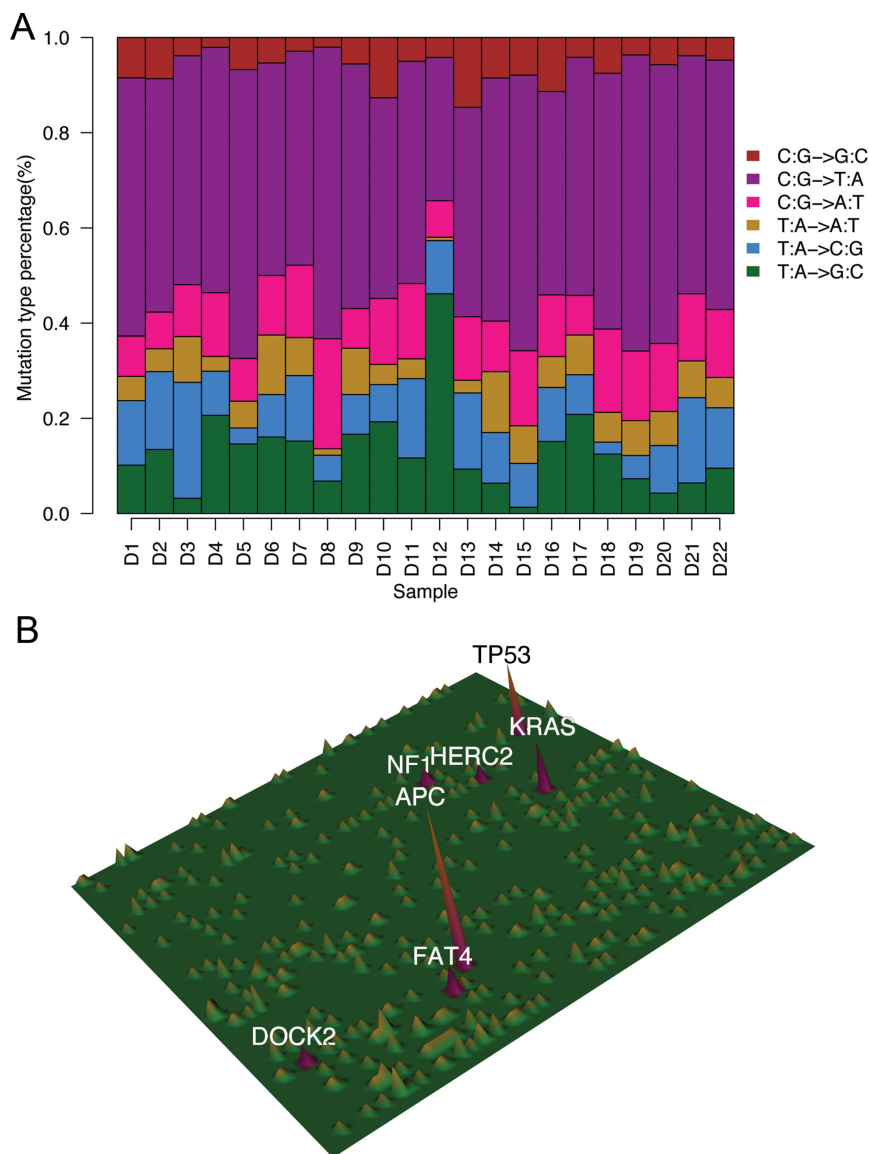 A
1.0
0.8
0.6
0.4
0.2
0.0
Mutation type percentage(%)
D1 D2 D3 D4 D5 D6 D7 D8 D9 D10 D11 D12 D13 D14 D15 D16 D17 D18 D19 D20 D21 D22
Sample
C:G->G:C
C:G->T:A
C:G->A:T
T:A->A:T
T:A->C:G
T:A->G:C
B
TP53
KRAS
NF1 HERC2
APC
FAT4
DOCK2